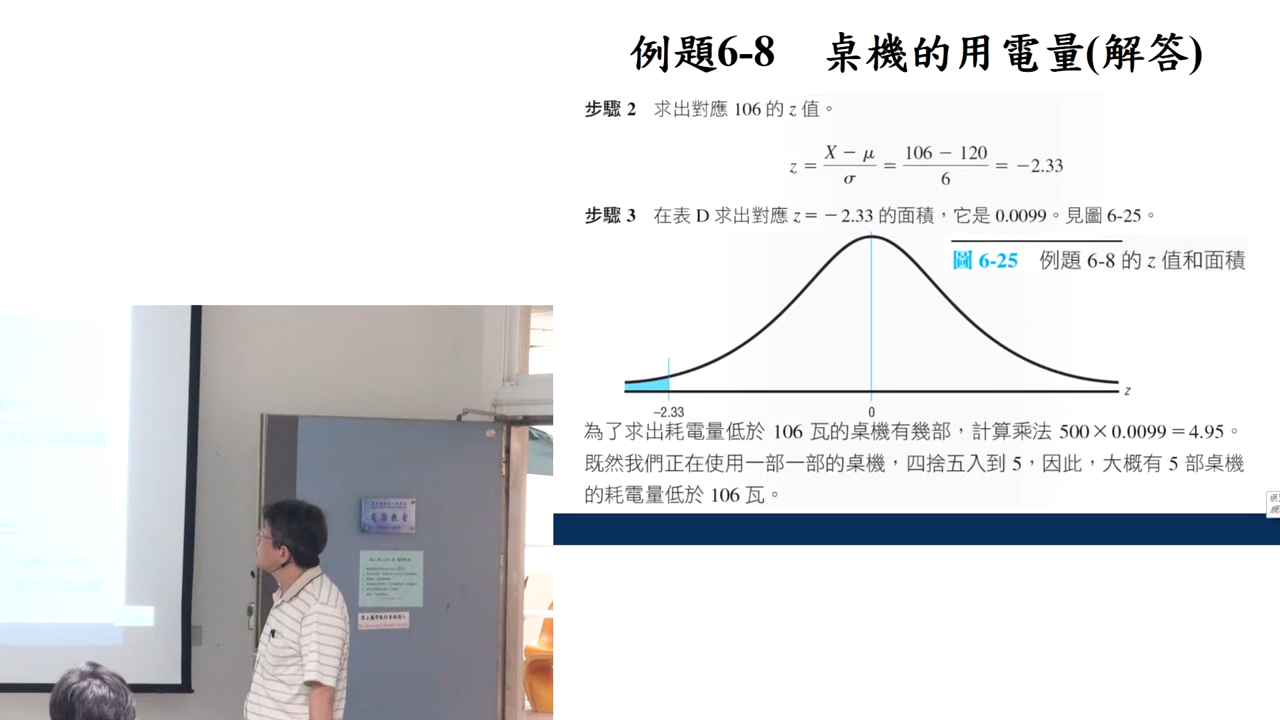 例題6-8 桌機的用電量(解答)
步驟 2 求出對應 106 的 z 值。
z = X − μ / σ = 106 − 120 / 6 = −2.33
步驟 3 在表 D 求出對應 z = − 2.33 的面積，它是 0.0099。見圖 6-25。
圖 6-25 例題 6-8 的 z 值和面積
z
−2.33 0
為了求出耗電量低於 106 瓦的桌機有幾部，計算乘法 500×0.0099 = 4.95。
既然我們正在使用一部一部的桌機，四捨五入到 5，因此，大概有 5 部桌機
的耗電量低於 106 瓦。
電腦教室